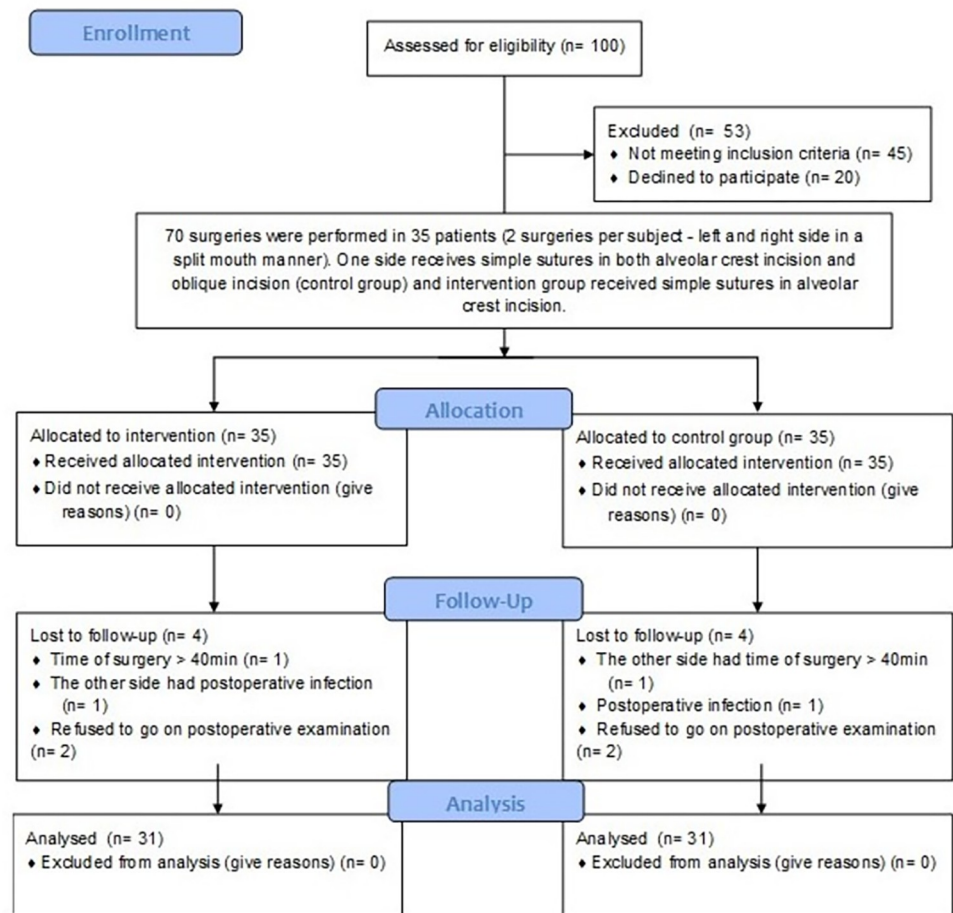 Enrollment
Assessed for eligibility (n= 100)
Excluded (n= 53)
♦ Not meeting inclusion criteria (n= 45)
♦ Declined to participate (n= 20)
70 surgeries were performed in 35 patients (2 surgeries per subject - left and right side in a
split mouth manner). One side receives simple sutures in both alveolar crest incision and
oblique incision (control group) and intervention group received simple sutures in alveolar
crest incision.
Allocation
Allocated to intervention (n= 35)
♦ Received allocated intervention (n= 35)
♦ Did not receive allocated intervention (give
reasons) (n= 0)
Allocated to control group (n= 35)
♦ Received allocated intervention (n= 35)
♦ Did not receive allocated intervention (give
reasons) (n= 0)
Follow-Up
Lost to follow-up (n= 4)
♦ Time of surgery > 40min (n= 1)
♦ The other side had postoperative infection
(n= 1)
♦ Refused to go on postoperative examination
(n= 2)
Lost to follow-up (n= 4)
♦ The other side had time of surgery > 40min
(n= 1)
♦ Postoperative infection (n= 1)
♦ Refused to go on postoperative examination
(n= 2)
Analysis
Analysed (n= 31)
♦ Excluded from analysis (give reasons) (n= 0)
Analysed (n= 31)
♦ Excluded from analysis (give reasons) (n= 0)